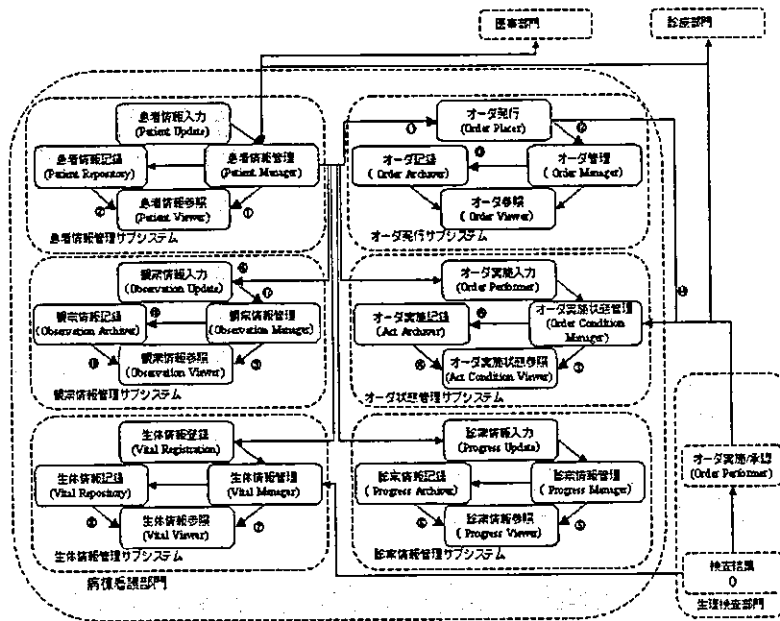 医事部門
診療部門
患者情報入力
(Patient Update)
患者情報記録
(Patient Repository)
患者情報管理
(Patient Manager)
患者情報参照
(Patient Viewer)
②
①
患者情報管理サブシステム
オーダ発行
(Order Placer)
オーダ記録
( Order Archiver)
オーダ管理
( Order Manager)
オーダ参照
( Order Viewer)
オーダ発行サブシステム
観察情報入力
(Observation Update)
観察情報記録
(Observation Archiver)
観察情報管理
(Observation Manager)
観察情報参照
(Observation Viewer)
観察情報管理サブシステム
オーダ実施入力
(Order Performer)
オーダ実施記録
(Act Archiver)
オーダ実施状態管理
(Order Condition
Manager)
オーダ実施状態参照
(Act Condition Viewer)
オーダ状態管理サブシステム
生体情報登録
(Vital Registration)
生体情報記録
(Vital Repository)
生体情報管理
(Vital Manager)
生体情報参照
(Vital Viewer)
⑦
生体情報管理サブシステム
診察情報入力
(Progress Update)
診察情報記録
( Progress Archiver)
診察情報管理
( Progress Manager)
診察情報参照
( Progress Viewer)
⑤
診察情報管理サブシステム
病棟看護部門
オーダ実施/承認
(Order Performer)
検査結果
()
生理検査部門